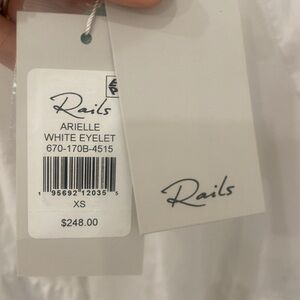 Rails
ARIELLE
WHITE EYELET
670-170B-4515
1 95692 12035 5
XS
$248.00
Rails